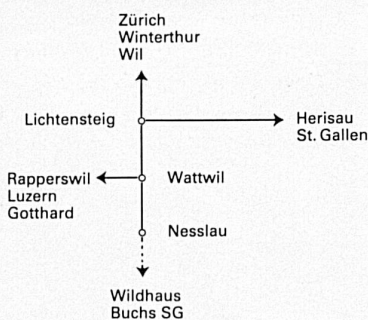 Zürich
Winterthur
Wil
Lichtensteig
Herisau
St. Gallen
Rapperswil
Luzern
Gotthard
Wattwil
Nesslau
Wildhaus
Buchs SG